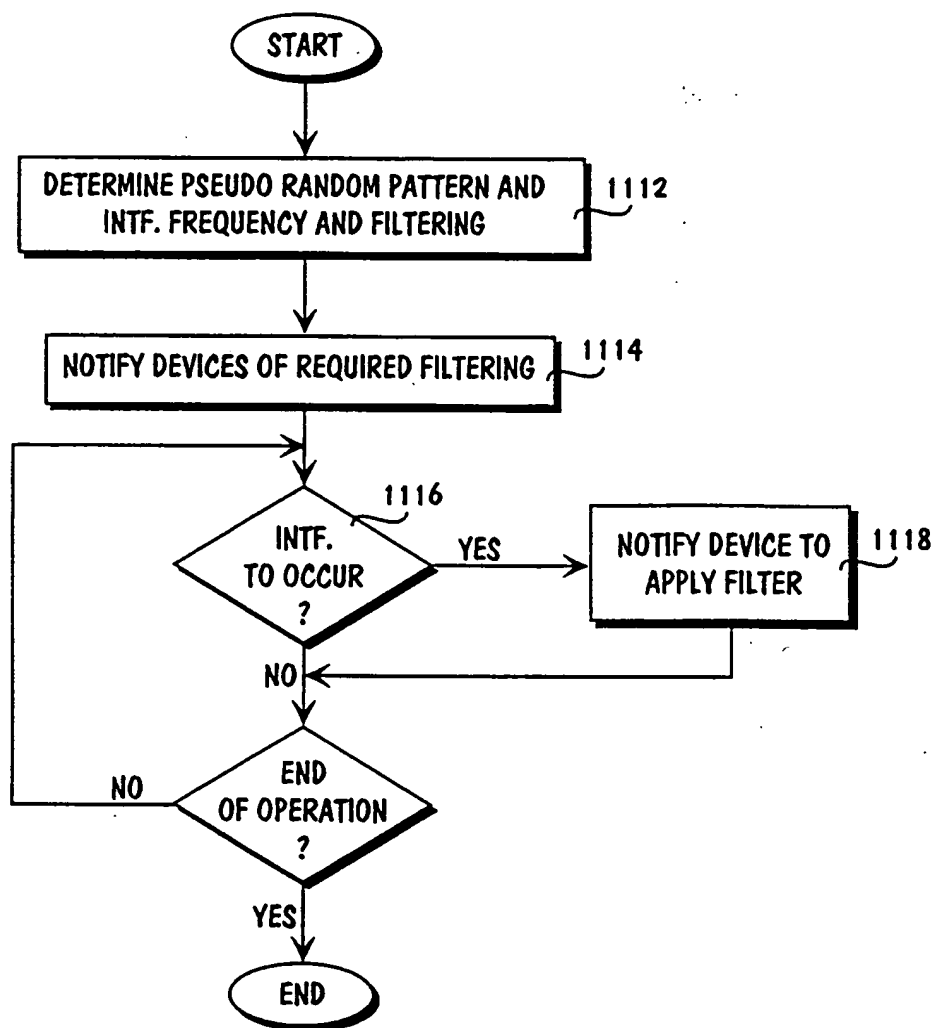 START
DETERMINE PSEUDO RANDOM PATTERN AND
INTF. FREQUENCY AND FILTERING
1112
NOTIFY DEVICES OF REQUIRED FILTERING
1114
1116
INTF.
TO OCCUR
?
YES
NOTIFY DEVICE TO
APPLY FILTER
1118
NO
END
OF OPERATION
?
NO
YES
END